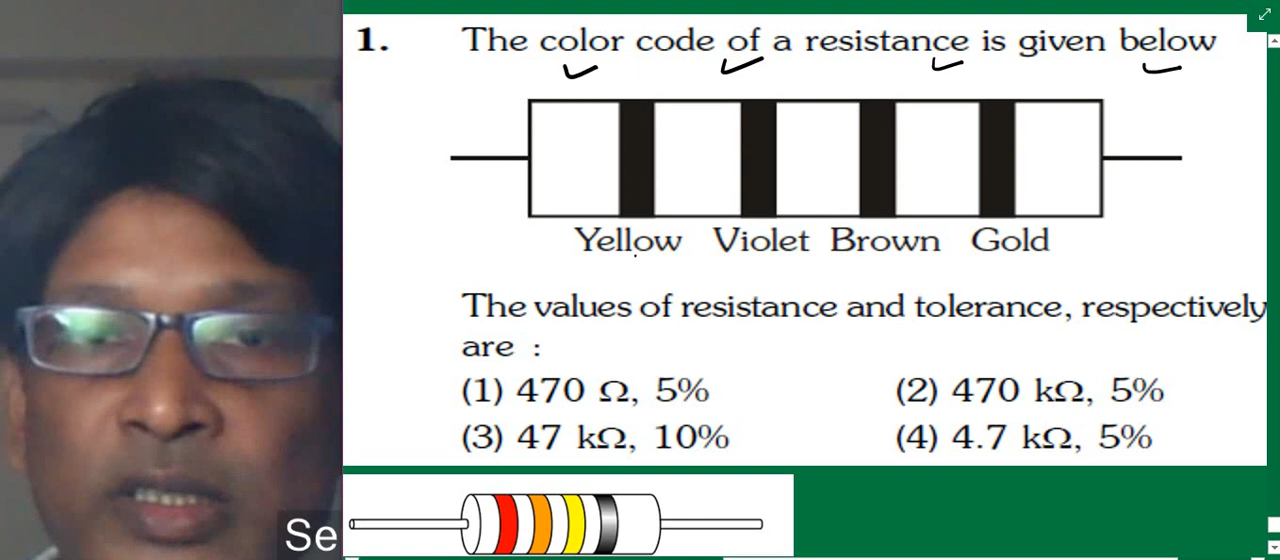 1. The color code of a resistance is given below
Yellow Violet Brown Gold
The values of resistance and tolerance, respectively
are :
(1) 470 Ω, 5% (2) 470 kΩ, 5%
(3) 47 kΩ, 10% (4) 4.7 kΩ, 5%
Se